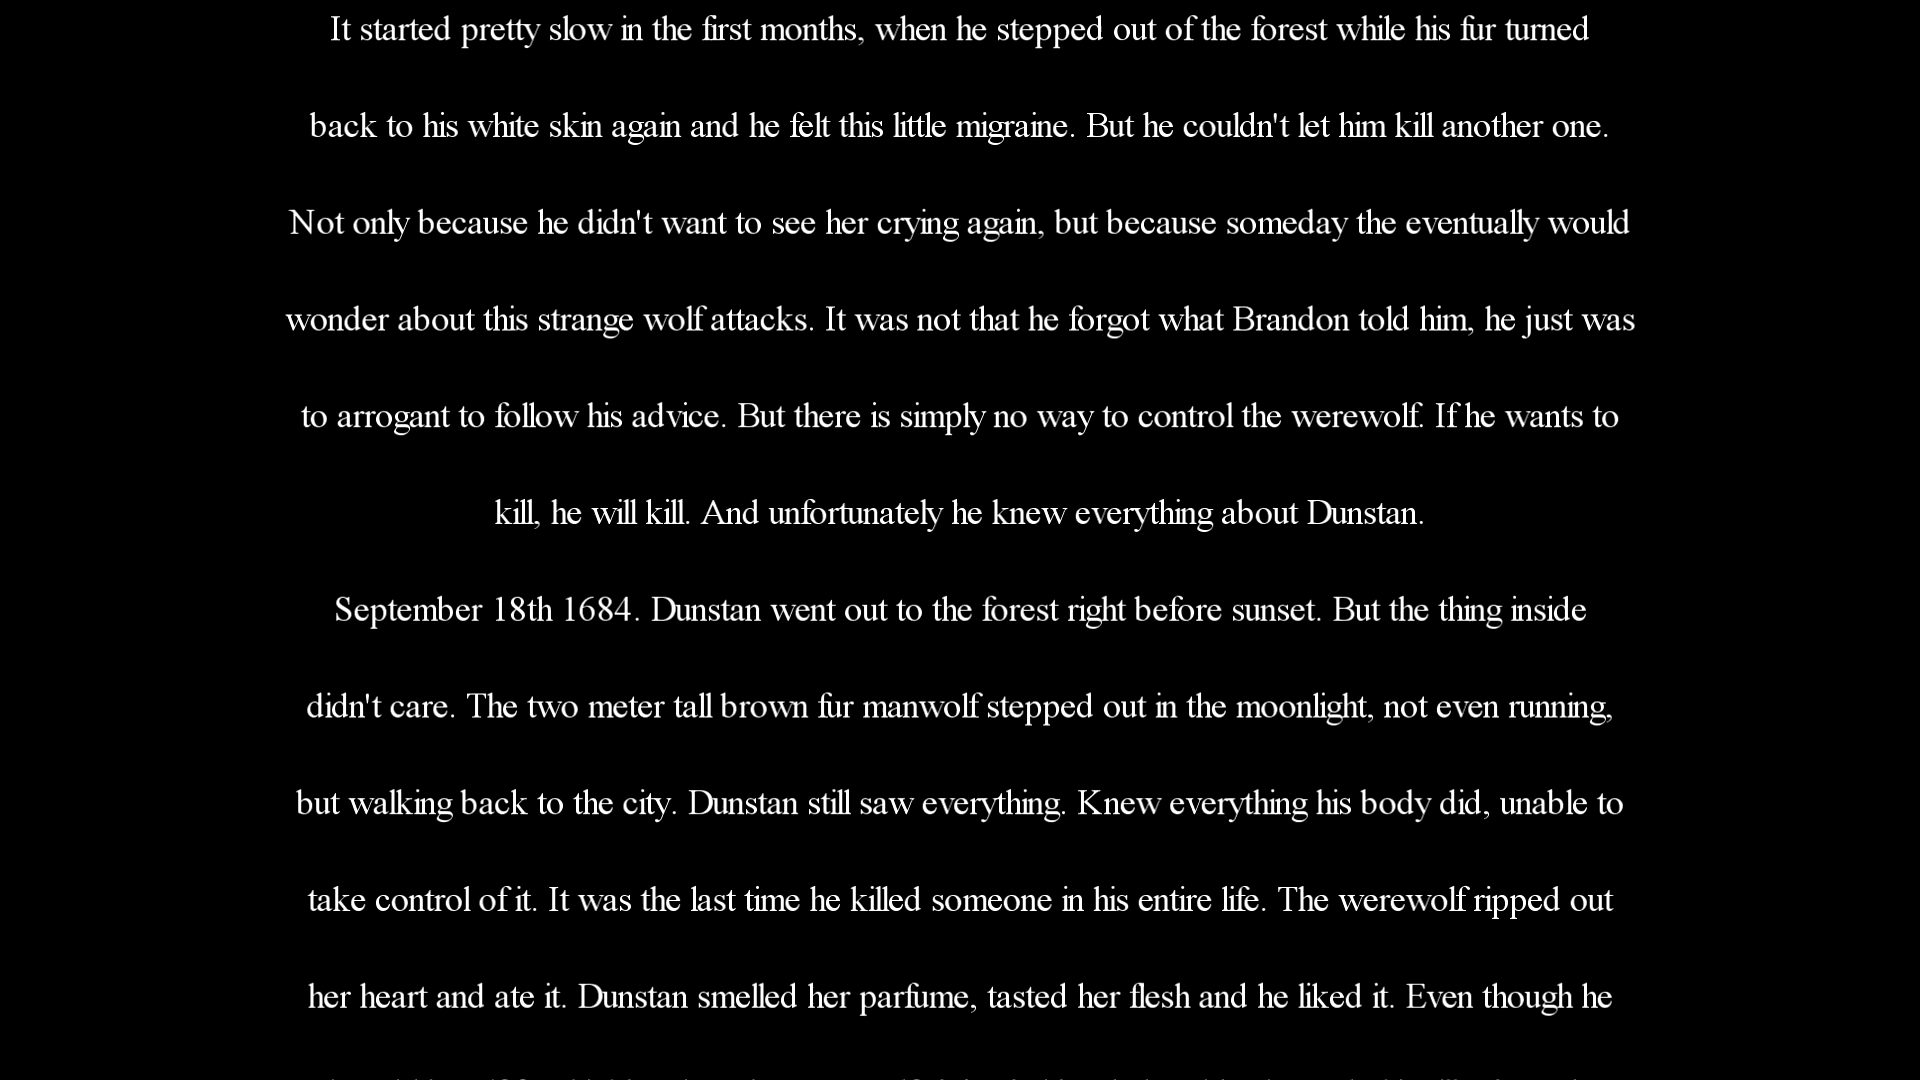 It started pretty slow in the first months, when he stepped out of the forest while his fur turned
back to his white skin again and he felt this little migraine. But he couldn't let him kill another one.
Not only because he didn't want to see her crying again, but because someday the eventually would
wonder about this strange wolf attacks. It was not that he forgot what Brandon told him, he just was
to arrogant to follow his advice. But there is simply no way to control the werewolf. If he wants to
kill, he will kill. And unfortunately he knew everything about Dunstan.
September 18th 1684. Dunstan went out to the forest right before sunset. But the thing inside
didn't care. The two meter tall brown fur manwolf stepped out in the moonlight, not even running,
but walking back to the city. Dunstan still saw everything. Knew everything his body did, unable to
take control of it. It was the last time he killed someone in his entire life. The werewolf ripped out
her heart and ate it. Dunstan smelled her parfume, tasted her flesh and he liked it. Even though he